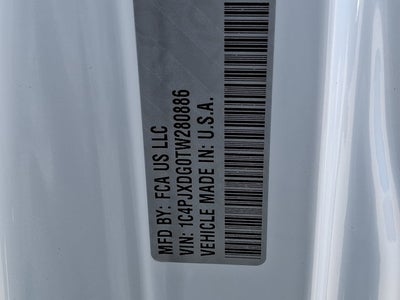 MFD BY: FCA US LLC
VIN: 1C4PJXDG0TW280886
VEHICLE MADE IN: U.S.A.